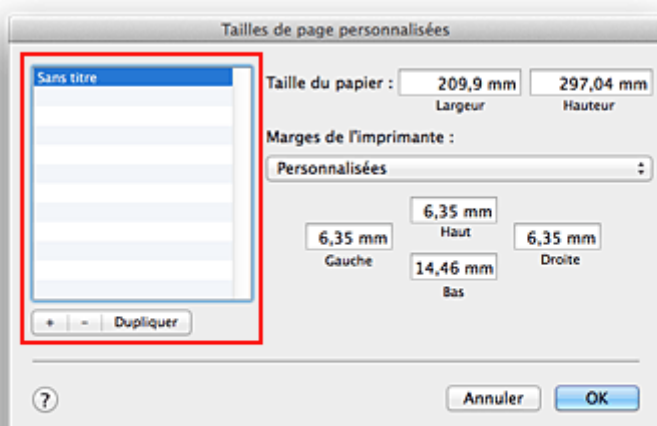 Tailles de page personnalisées
Sans titre
Taille du papier : 209,9 mm 297,04 mm
Largeur Hauteur
Marges de l'imprimante :
Personnalisées
6,35 mm
Haut
6,35 mm 6,35 mm
Gauche Droite
14,46 mm
Bas
+ - Dupliquer
? Annuler OK